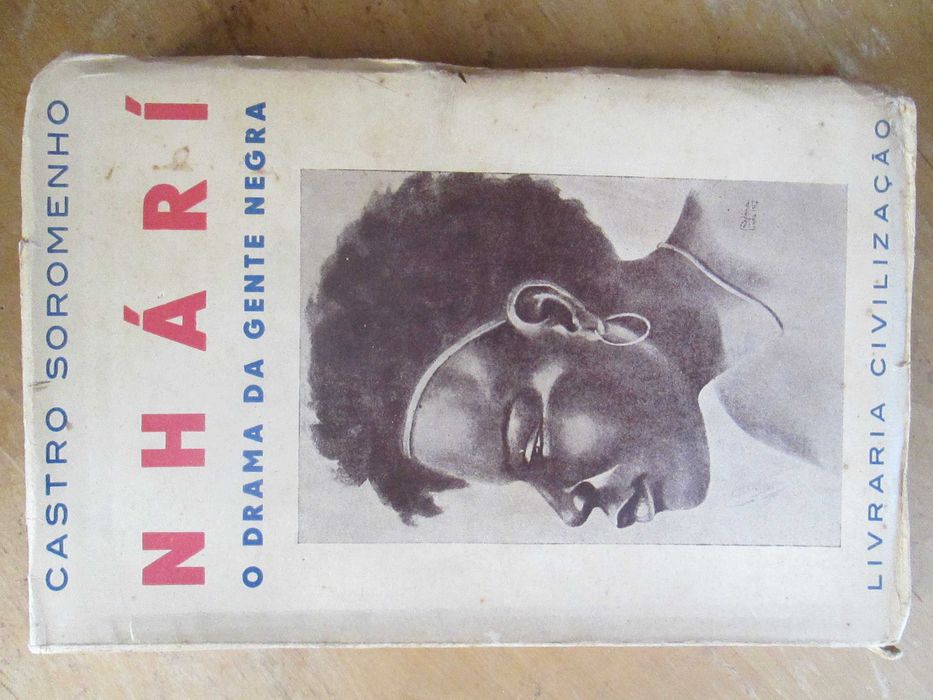 CASTRO SOROMENHO
NHÁRÍ
O DRAMA DA GENTE NEGRA
LIVRARIA CIVILIZAÇÃO